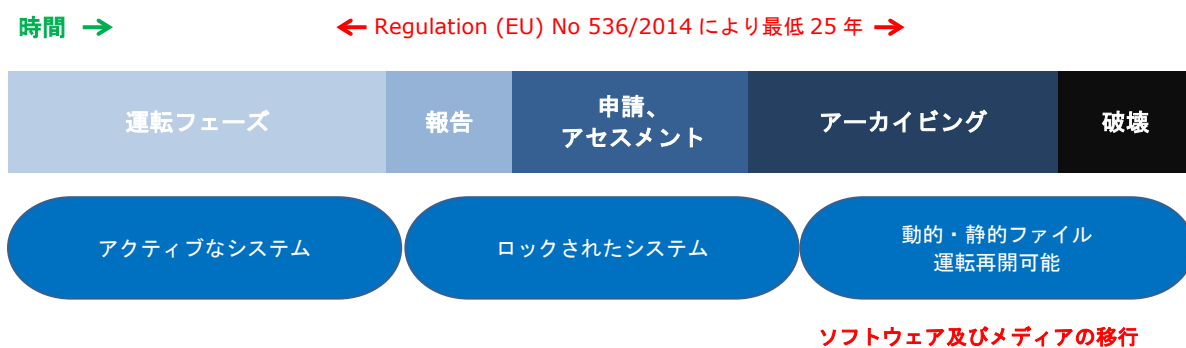 時間 →
← Regulation (EU) No 536/2014 により最低 25 年 →
運転フェーズ
報告
申請、
アセスメント
アーカイビング
破壊
アクティブなシステム
ロックされたシステム
動的・静的ファイル
運転再開可能
ソフトウェア及びメディアの移行